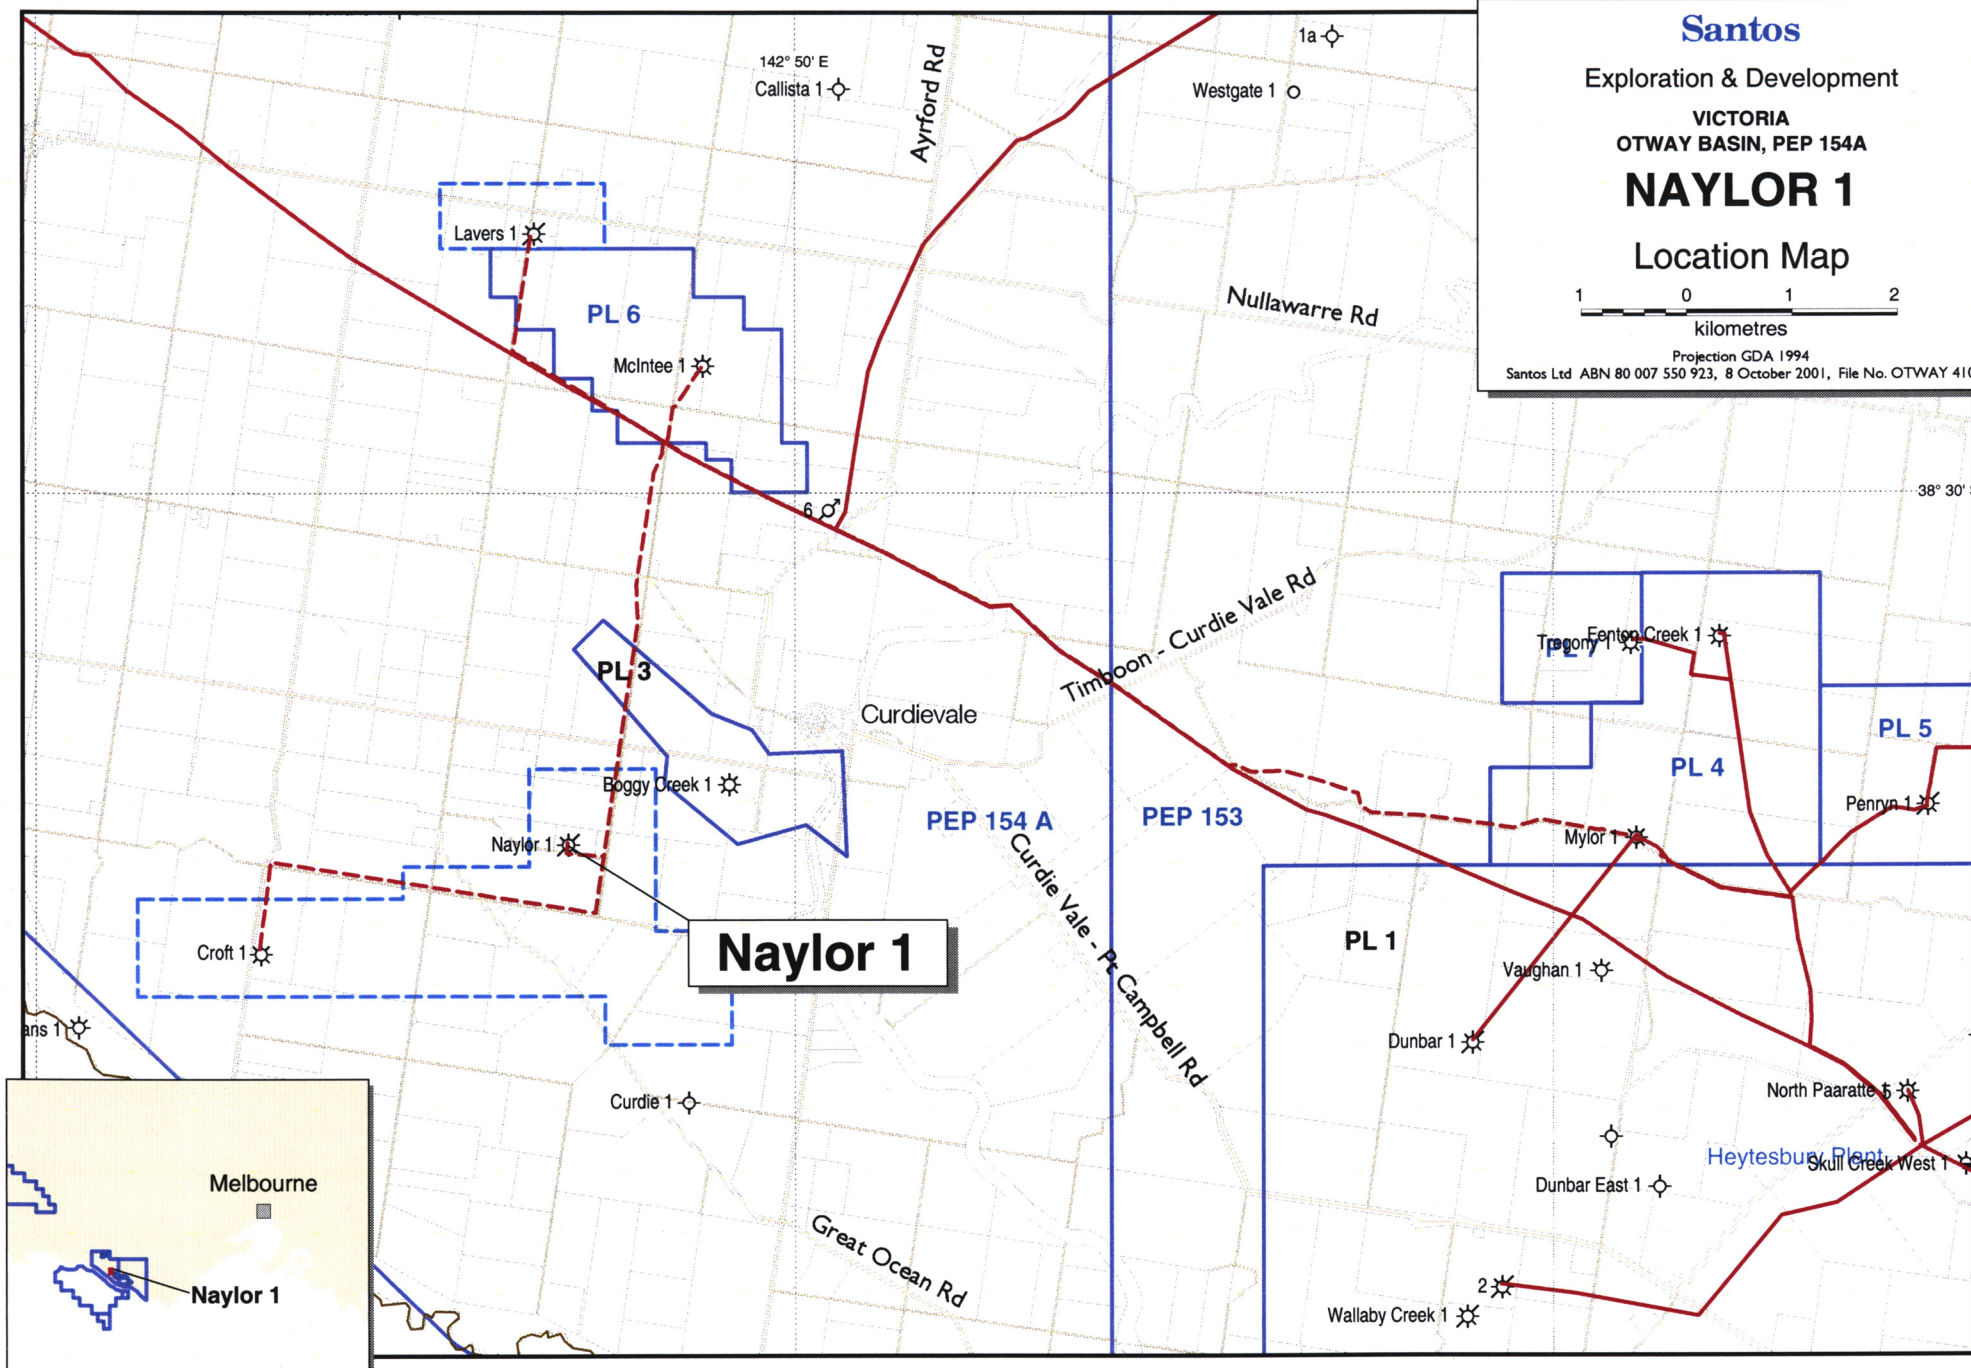 Santos
Exploration & Development
VICTORIA
OTWAY BASIN, PEP 154A
NAYLOR 1
Location Map
1 0 1 2
kilometres
Projection GDA 1994
Santos Ltd ABN 80 007 550 923, 8 October 2001, File No. OTWAY 410
1a
142° 50' E
Callista 1
Westgate 1
Ayrford Rd
Lavers 1
PL 6
Nullawarre Rd
McIntee 1
38° 30'
6
Timboon - Curdie Vale Rd
Fenton Creek 1
Tregony 1
PL 7
PL 3
Curdievale
PL 5
PL 4
Boggy Creek 1
Penryn 1
PEP 154 A
PEP 153
Mylor 1
Naylor 1
Curdie Vale - Pt Campbell Rd
Naylor 1
PL 1
Croft 1
Vaughan 1
ans 1
Dunbar 1
North Paaratte 5
Curdie 1
Heytesbury Plant
Skull Creek West 1
Dunbar East 1
Melbourne
Great Ocean Rd
Naylor 1
2
Wallaby Creek 1